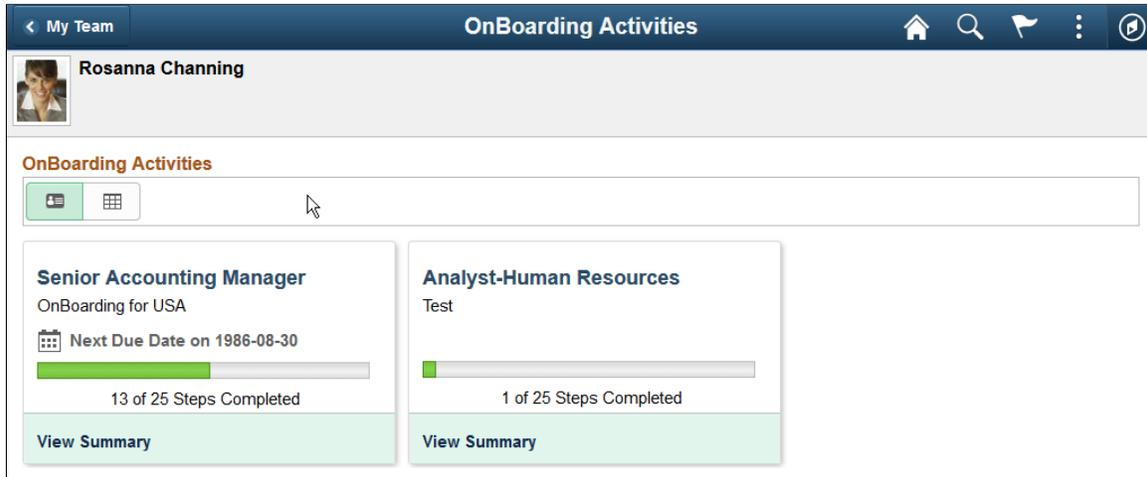 My Team
OnBoarding Activities
Rosanna Channing
OnBoarding Activities
Senior Accounting Manager
OnBoarding for USA
Next Due Date on 1986-08-30
13 of 25 Steps Completed
View Summary
Analyst-Human Resources
Test
1 of 25 Steps Completed
View Summary